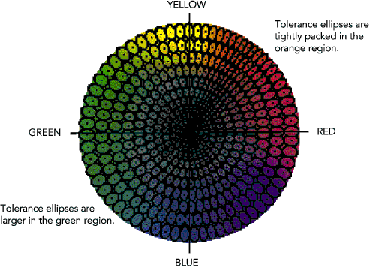 YELLOW
Tolerance ellipses are
tightly packed in the
orange region.
GREEN
RED
Tolerance ellipses are
larger in the green region.
BLUE